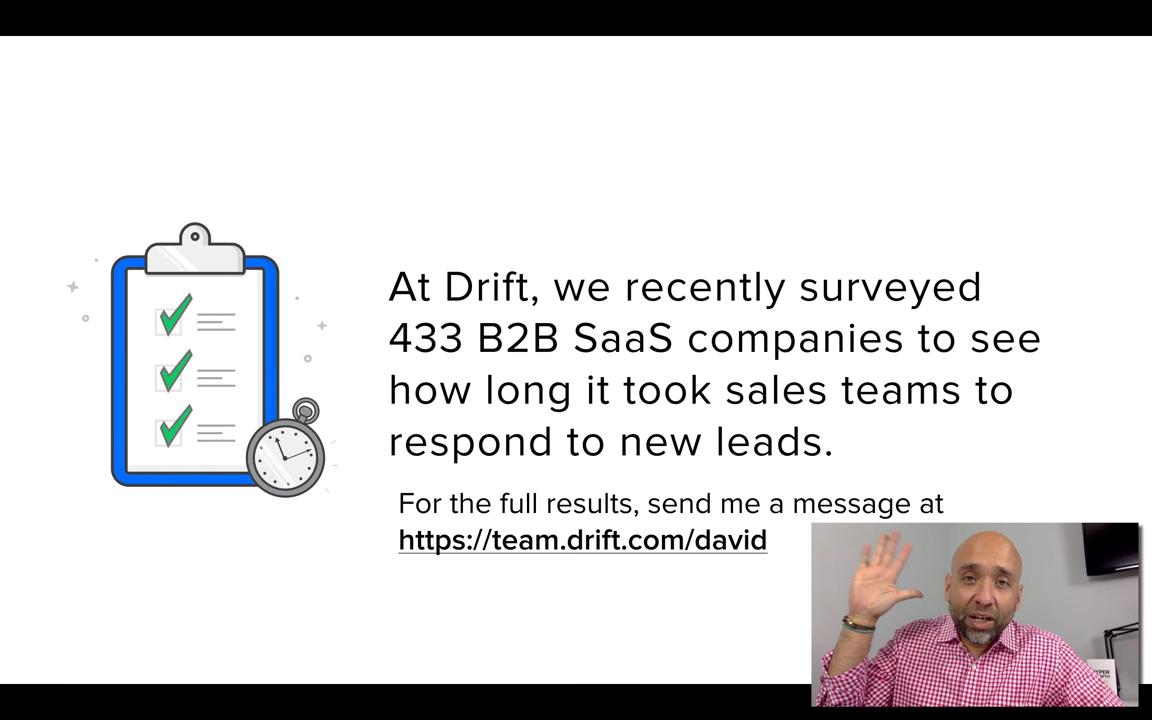 At Drift, we recently surveyed
433 B2B SaaS companies to see
how long it took sales teams to
respond to new leads.
For the full results, send me a message at
https://team.drift.com/david